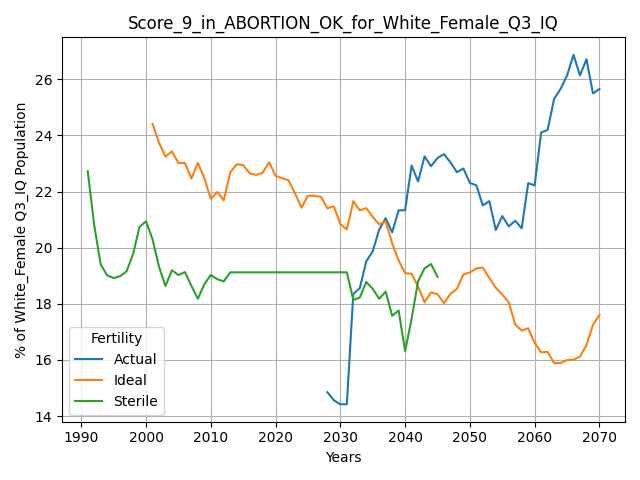 Score_9_in_ABORTION_OK_for_White_Female_Q3_IQ
% of White_Female Q3_IQ Population
26
24
22
20
18
16
14
Fertility
Actual
Ideal
Sterile
1990 2000 2010 2020 2030 2040 2050 2060 2070
Years